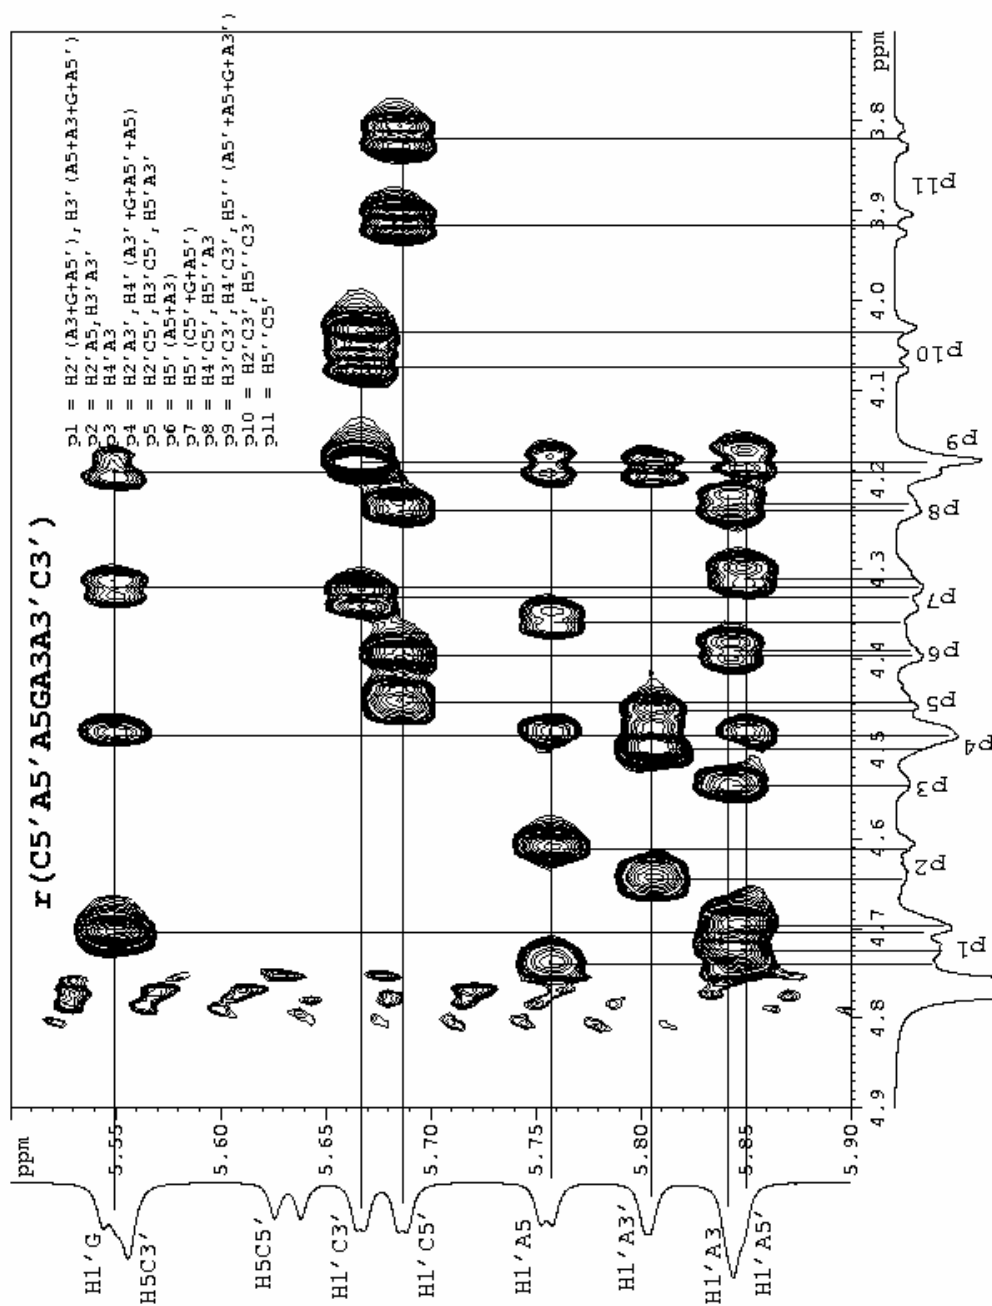 r(C5'A5'A5GA3A3'C3')
p1 = H2'(A3+G+A5'),H3'(A5+A3+G+A5')
p2 = H2'A5,H3'A3'
p3 = H4'A3
p4 = H2'A3',H4'(A3'+G+A5'+A5)
p5 = H2'C5',H3'C5',H5'A3'
p6 = H5'(A5+A3)
p7 = H5'(C5'+G+A5')
p8 = H4'C5',H5''A3
p9 = H3'C3',H4'C3',H5''(A5'+A5+G+A3')
p10 = H2'C3',H5''C3'
p11 = H5''C5'
ppm
3.8
3.9
4.0
4.1
4.2
4.3
4.4
4.5
4.6
4.7
4.8
4.9
p11
p10
p9
p8
p7
p6
p5
p4
p3
p2
p1
ppm
5.55
5.60
5.65
5.70
5.75
5.80
5.85
5.90
H1'G
H5C3'
H5C5'
H1'C3'
H1'C5'
H1'A5
H1'A3'
H1'A3
H1'A5'